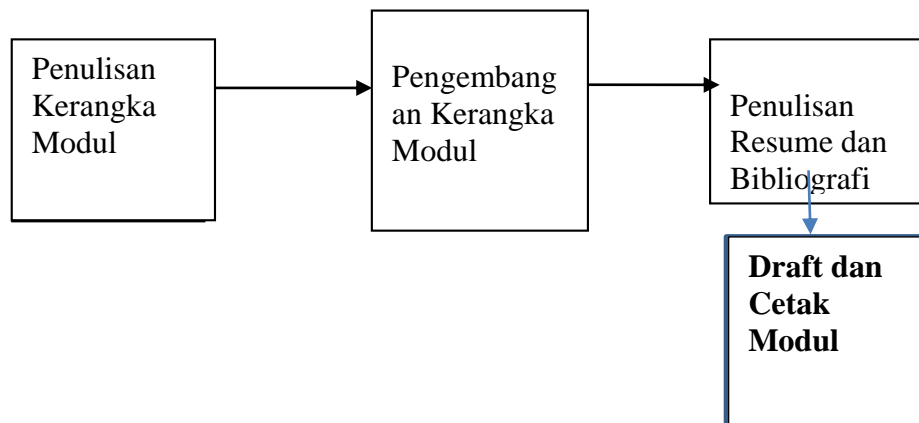 Penulisan
Kerangka
Modul
Pengembang
an Kerangka
Modul
Penulisan
Resume dan
Bibliografi
Draft dan
Cetak
Modul